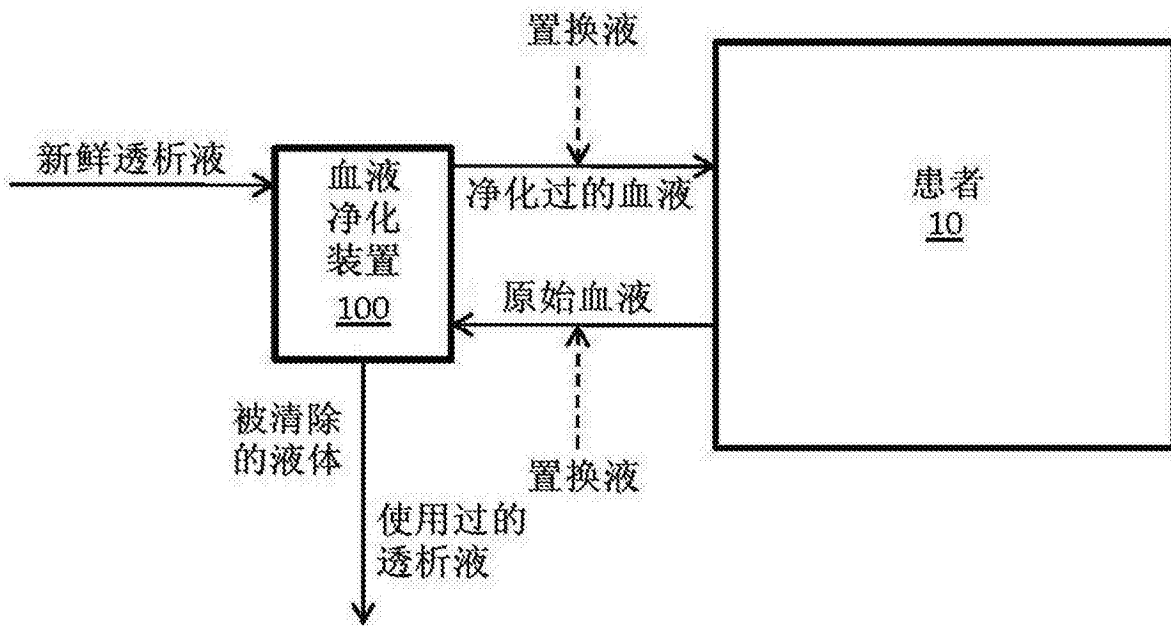 置换液
新鲜透析液
血液
净化
装置
100
净化过的血液
患者
10
原始血液
被清除
的液体
置换液
使用过的
透析液